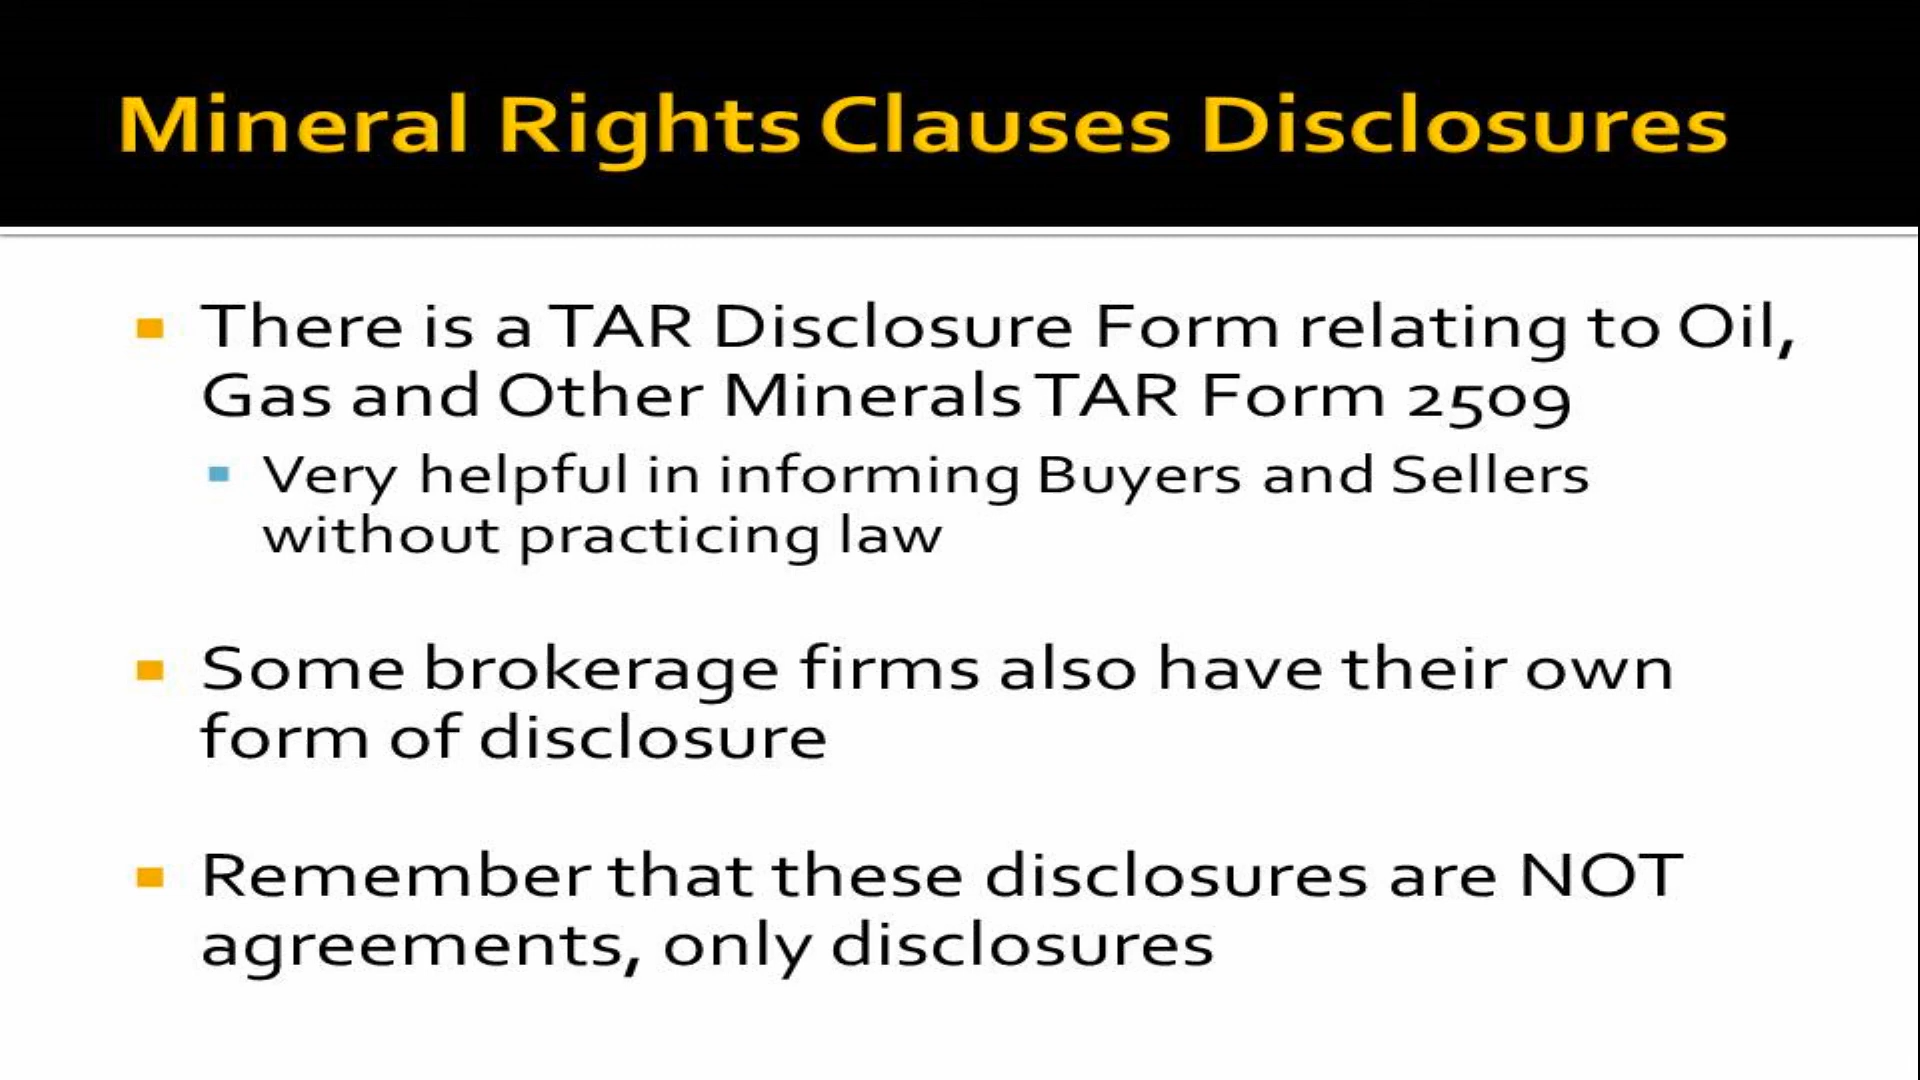 Mineral Rights Clauses Disclosures
There is a TAR Disclosure Form relating to Oil,
Gas and Other Minerals TAR Form 2509
Very helpful in informing Buyers and Sellers
without practicing law
Some brokerage firms also have their own
form of disclosure
Remember that these disclosures are NOT
agreements, only disclosures